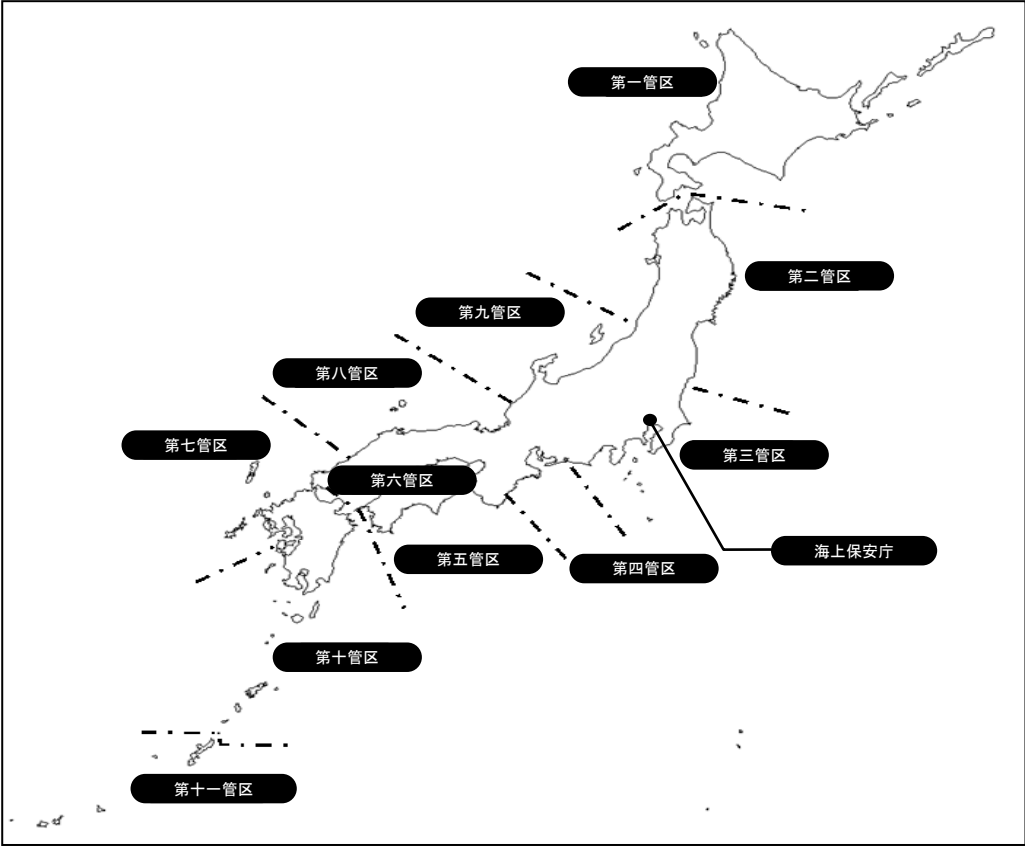 第一管区
第二管区
第九管区
第八管区
第七管区
第三管区
第六管区
海上保安庁
第五管区
第四管区
第十管区
第十一管区